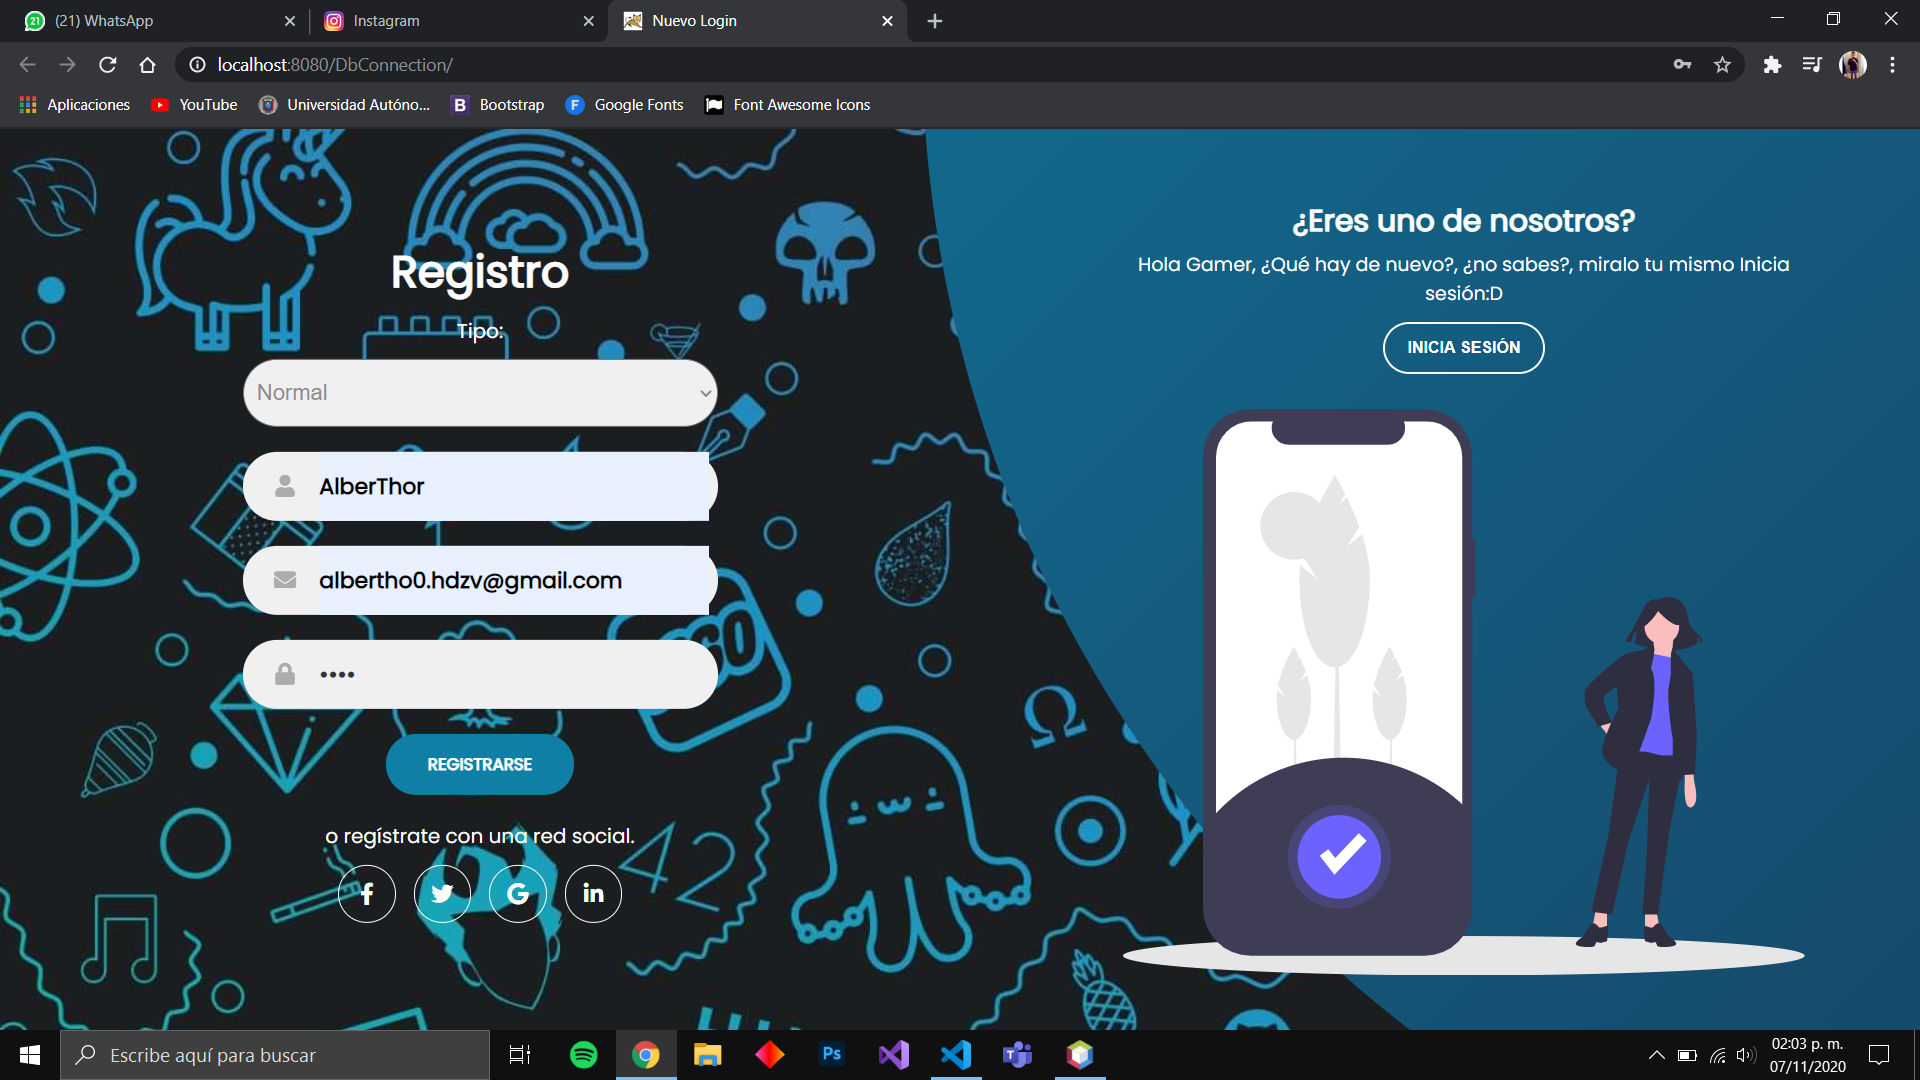 (21) WhatsApp
Instagram
Nuevo Login
localhost:8080/DbConnection/
Aplicaciones
YouTube
Universidad Autóno...
Bootstrap
Google Fonts
Font Awesome Icons
Registro
Tipo:
Normal
AlberThor
albertho0.hdzv@gmail.com
••••
REGISTRARSE
o regístrate con una red social.
42
¿Eres uno de nosotros?
Hola Gamer, ¿Qué hay de nuevo?, ¿no sabes?, miralo tu mismo Inicia
sesión:D
INICIA SESIÓN
Ω
Escribe aquí para buscar
Ps
02:03 p. m.
07/11/2020